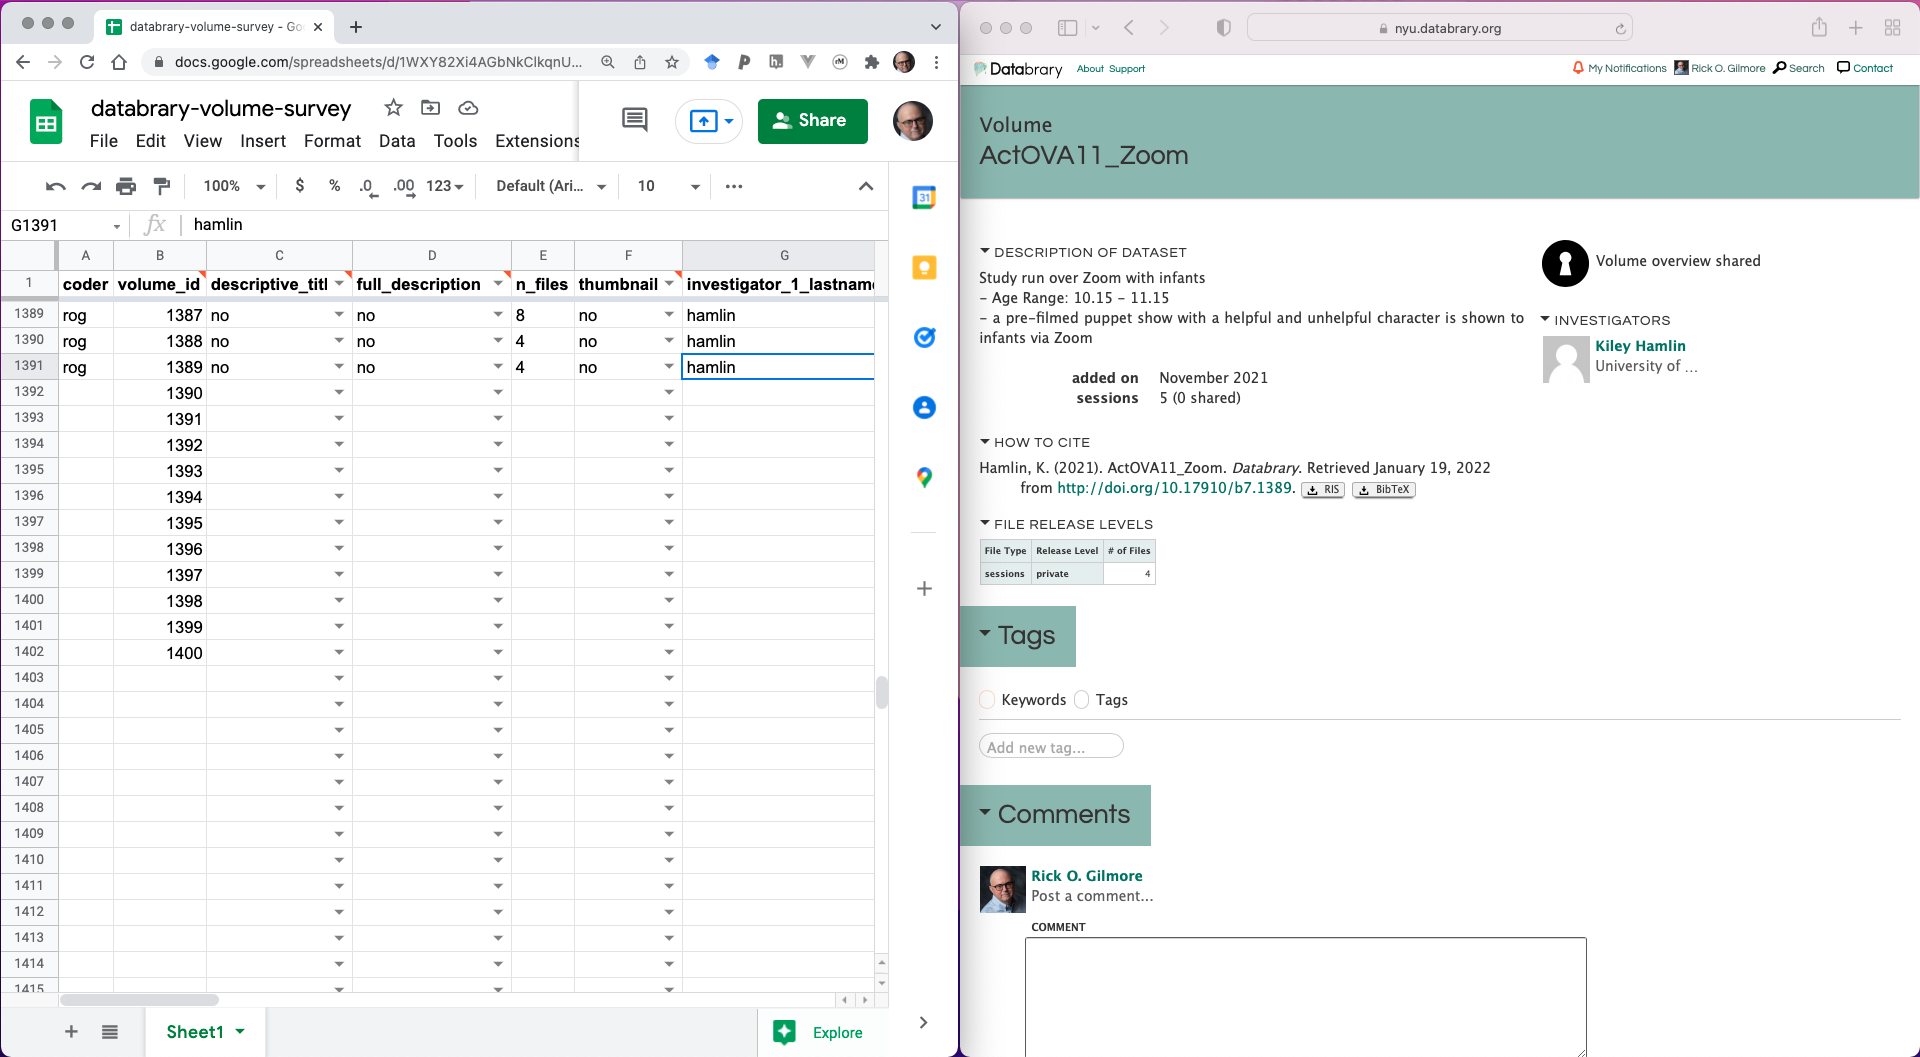 databrary-volume-survey - Go
docs.google.com/spreadsheets/d/1WXY82Xi4AGbNkClkqnU...
databrary-volume-survey
File Edit View Insert Format Data Tools Extensions
Share
100% $ % .0 .00 123 Default (Ari... 10
G1391 fx hamlin
A B C D E F G
1 coder volume_id descriptive_titl full_description n_files thumbnail investigator_1_lastname
1389 rog 1387 no no 8 no hamlin
1390 rog 1388 no no 4 no hamlin
1391 rog 1389 no no 4 no hamlin
1392 1390
1393 1391
1394 1392
1395 1393
1396 1394
1397 1395
1398 1396
1399 1397
1400 1398
1401 1399
1402 1400
1403
1404
1405
1406
1407
1408
1409
1410
1411
1412
1413
1414
1415
Sheet1
Explore
31
nyu.databrary.org
Databrary About Support My Notifications Rick O. Gilmore Search Contact
Volume
ActOVA11_Zoom
DESCRIPTION OF DATASET
Study run over Zoom with infants
- Age Range: 10.15 - 11.15
- a pre-filmed puppet show with a helpful and unhelpful character is shown to
infants via Zoom
added on November 2021
sessions 5 (0 shared)
Volume overview shared
INVESTIGATORS
Kiley Hamlin
University of ...
HOW TO CITE
Hamlin, K. (2021). ActOVA11_Zoom. Databrary. Retrieved January 19, 2022
from http://doi.org/10.17910/b7.1389. RIS BibTeX
FILE RELEASE LEVELS
File Type Release Level # of Files
sessions private 4
Tags
Keywords Tags
Add new tag...
Comments
Rick O. Gilmore
Post a comment...
COMMENT